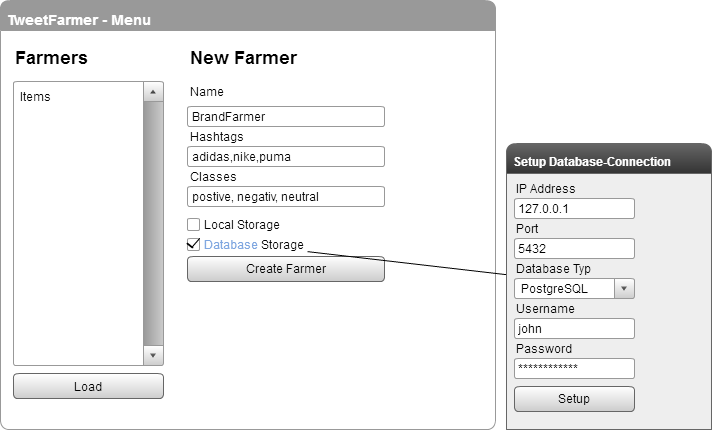 TweetFarmer - Menu
Farmers
Items
Load
New Farmer
Name
BrandFarmer
Hashtags
adidas,nike,puma
Classes
postive, negativ, neutral
Local Storage
Database Storage
Create Farmer
Setup Database-Connection
IP Address
127.0.0.1
Port
5432
Database Typ
PostgreSQL
Username
john
Password
************
Setup